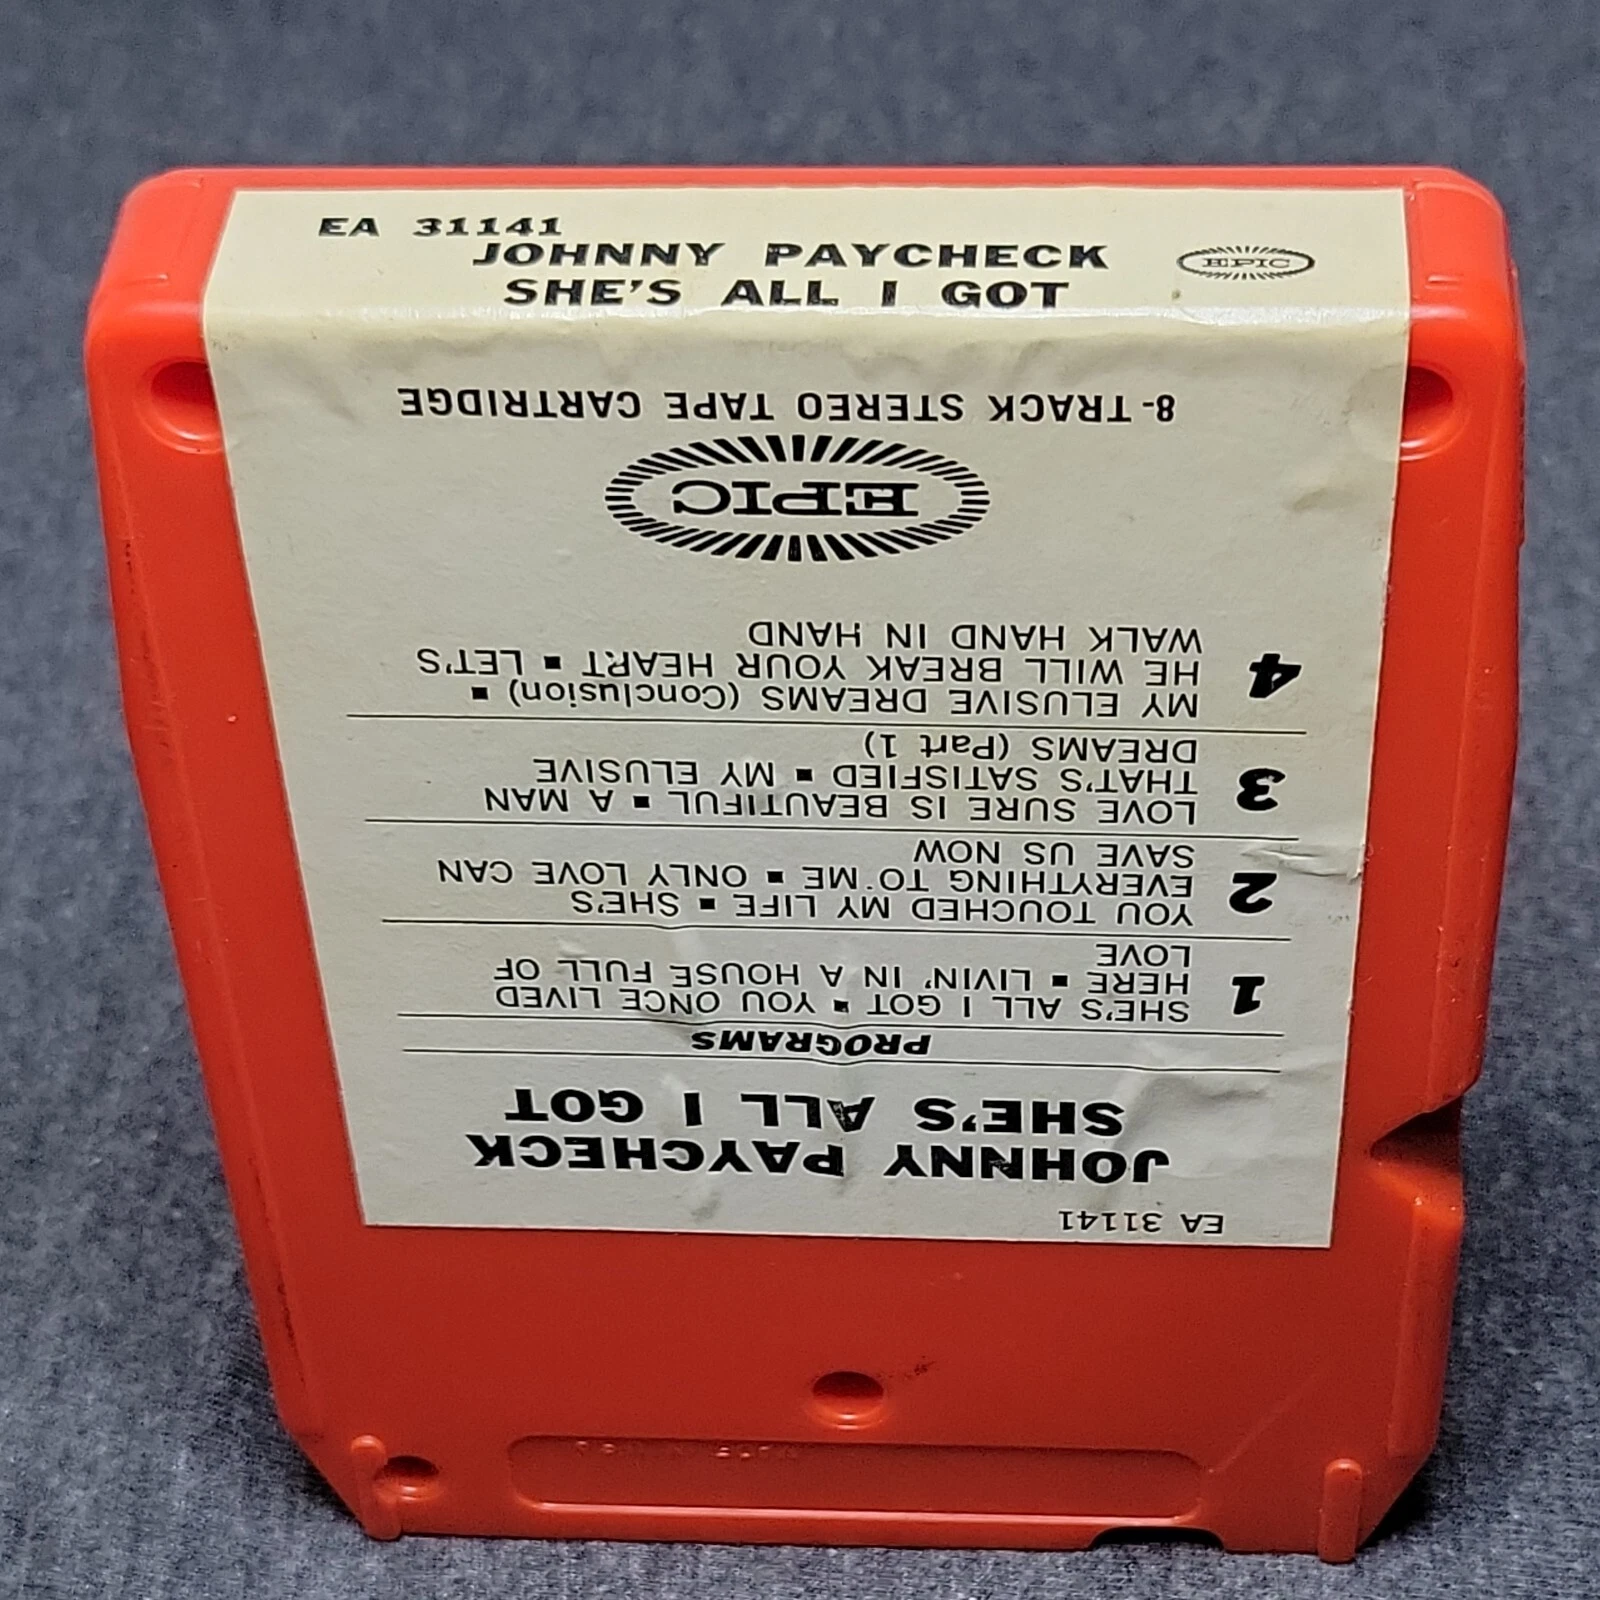 EA 31141
JOHNNY PAYCHECK
SHE'S ALL I GOT
EPIC
EA 31141
JOHNNY PAYCHECK
SHE'S ALL I GOT
PROGRAMS
1
SHE'S ALL I GOT ▪ YOU ONCE LIVED
HERE ▪ LIVIN' IN A HOUSE FULL OF
LOVE
2
YOU TOUCHED MY LIFE ▪ SHE'S
EVERYTHING TO ME ▪ ONLY LOVE CAN
SAVE US NOW
3
LOVE SURE IS BEAUTIFUL ▪ A MAN
THAT'S SATISFIED ▪ MY ELUSIVE
DREAMS (Part 1)
4
MY ELUSIVE DREAMS (Conclusion) ▪
HE WILL BREAK YOUR HEART ▪ LET'S
WALK HAND IN HAND
EPIC
8-TRACK STEREO TAPE CARTRIDGE